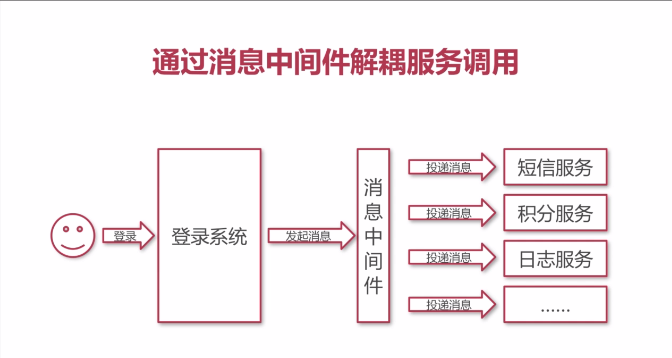 通过消息中间件解耦服务调用
登录
登录系统
发起消息
消息中间件
投递消息
短信服务
投递消息
积分服务
投递消息
日志服务
投递消息
……